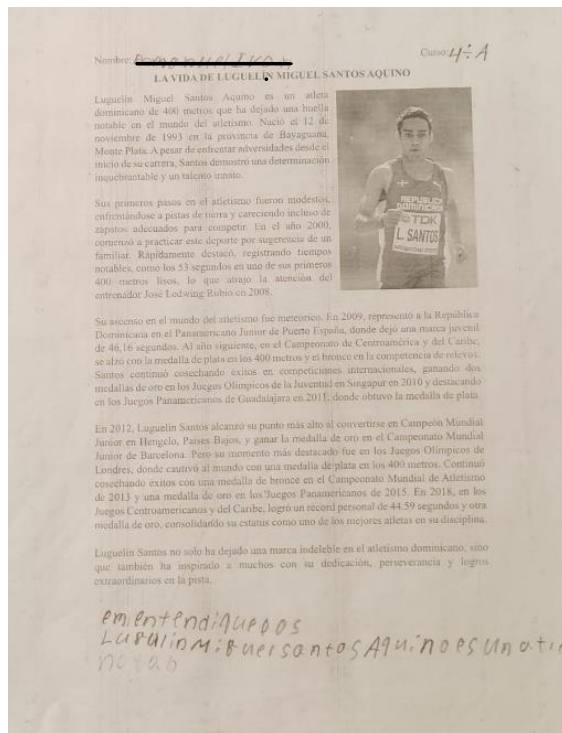 Nombre:
Curso: 4÷A
LA VIDA DE LUGUELÍN MIGUEL SANTOS AQUINO
Luguelín Miguel Santos Aquino es un atleta
dominicano de 400 metros que ha dejado una huella
notable en el mundo del atletismo. Nació el 12 de
noviembre de 1993 en la provincia de Bayaguana,
Monte Plata. A pesar de enfrentar adversidades desde el
inicio de su carrera, Santos demostró una determinación
inquebrantable y un talento innato.
Sus primeros pasos en el atletismo fueron modestos,
enfrentándose a pistas de tierra y careciendo incluso de
zapatos adecuados para competir. En el año 2000,
comenzó a practicar este deporte por sugerencia de un
familiar. Rápidamente destacó, registrando tiempos
notables, como los 53 segundos en uno de sus primeros
400 metros lisos, lo que atrajo la atención del
entrenador José Ledwing Rubio en 2008.
REPUBLICA
DOMINICANA
TDK
L. SANTOS
Su ascenso en el mundo del atletismo fue meteórico. En 2009, representó a la República
Dominicana en el Panamericano Junior de Puerto España, donde dejó una marca juvenil
de 46,16 segundos. Al año siguiente, en el Campeonato de Centroamérica y del Caribe,
se alzó con la medalla de plata en los 400 metros y el bronce en la competencia de relevos.
Santos continuó cosechando éxitos en competiciones internacionales, ganando dos
medallas de oro en los Juegos Olímpicos de la Juventud en Singapur en 2010 y destacando
en los Juegos Panamericanos de Guadalajara en 2011, donde obtuvo la medalla de plata.
En 2012, Luguelín Santos alcanzó su punto más alto al convertirse en Campeón Mundial
Junior en Hengelo, Países Bajos, y ganar la medalla de oro en el Campeonato Mundial
Junior de Barcelona. Pero su momento más destacado fue en los Juegos Olímpicos de
Londres, donde cautivó al mundo con una medalla de plata en los 400 metros. Continuó
cosechando éxitos con una medalla de bronce en el Campeonato Mundial de Atletismo
de 2013 y una medalla de oro en los Juegos Panamericanos de 2015. En 2018, en los
Juegos Centroamericanos y del Caribe, logró un récord personal de 44.59 segundos y otra
medalla de oro, consolidando su estatus como uno de los mejores atletas en su disciplina.
Luguelín Santos no solo ha dejado una marca indeleble en el atletismo dominicano, sino
que también ha inspirado a muchos con su dedicación, perseverancia y logros
extraordinarios en la pista.
ementendiquepos
Lugulin Miguel santos Aquino es un atle
notab